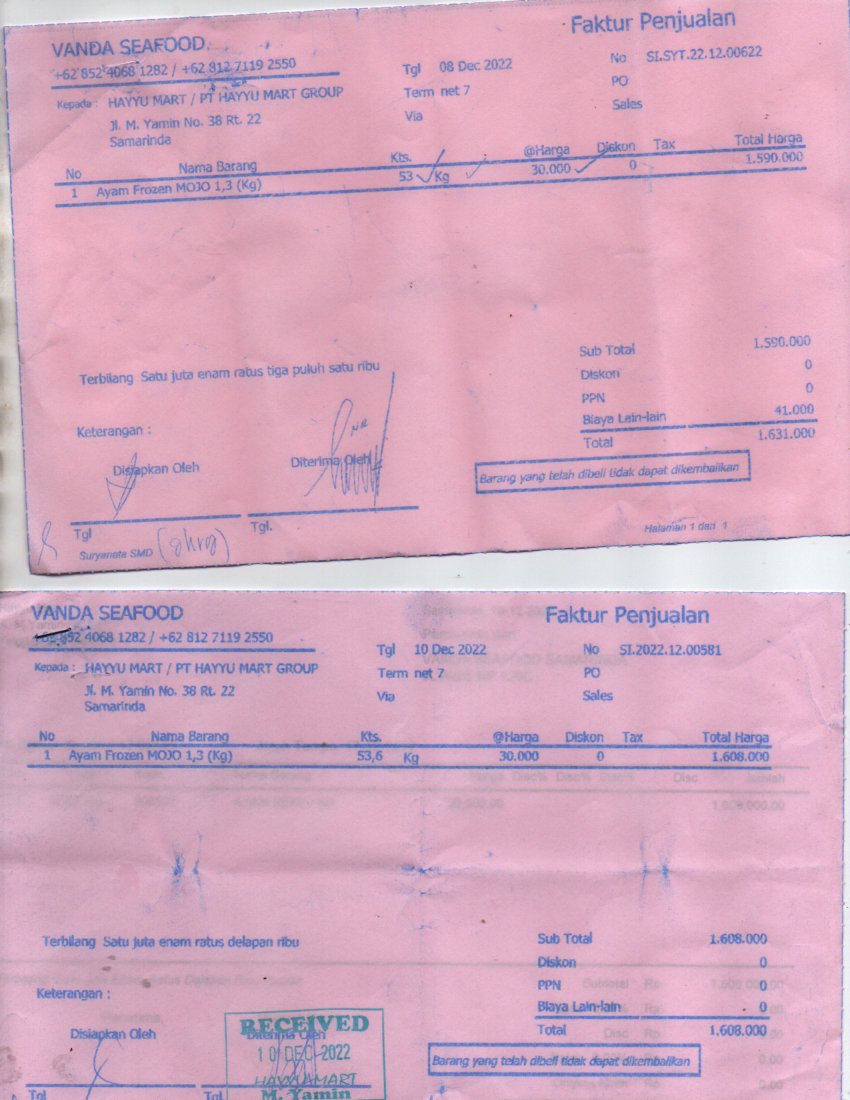 Faktur Penjualan
VANDA SEAFOOD
+62 852 4068 1282 / +62 812 7119 2550
Tgl 08 Dec 2022
No SI.SYT.22.12.00622
Kepada : HAYYU MART / PT HAYYU MART GROUP
Term net 7
PO
Jl. M. Yamin No. 38 Rt. 22
Via
Sales
Samarinda
No Nama Barang Kts. @Harga Diskon Tax Total Harga
1 Ayam Frozen MOJO 1,3 (Kg) 53 Kg 30.000 0 1.590.000
Sub Total 1.590.000
Terbilang Satu juta enam ratus tiga puluh satu ribu
Diskon 0
PPN 0
Biaya Lain-lain 41.000
Keterangan :
Total 1.631.000
Disiapkan Oleh Diterima Oleh
Barang yang telah dibeli tidak dapat dikembalikan
Tgl Tgl.
Halaman 1 dari 1
Suryanata SMD
VANDA SEAFOOD Faktur Penjualan
+62 852 4068 1282 / +62 812 7119 2550
Tgl 10 Dec 2022 No SI.2022.12.00581
Kepada : HAYYU MART / PT HAYYU MART GROUP
Term net 7 PO
Jl. M. Yamin No. 38 Rt. 22
Via Sales
Samarinda
No Nama Barang Kts. @Harga Diskon Tax Total Harga
1 Ayam Frozen MOJO 1,3 (Kg) 53,6 Kg 30.000 0 1.608.000
Terbilang Satu juta enam ratus delapan ribu
Sub Total 1.608.000
Diskon 0
PPN 0
Keterangan :
Biaya Lain-lain 0
Total 1.608.000
Disiapkan Oleh Diterima Oleh
RECEIVED
10 DEC 2022
HAYYU MART
M. Yamin
Barang yang telah dibeli tidak dapat dikembalikan
Tgl Tgl